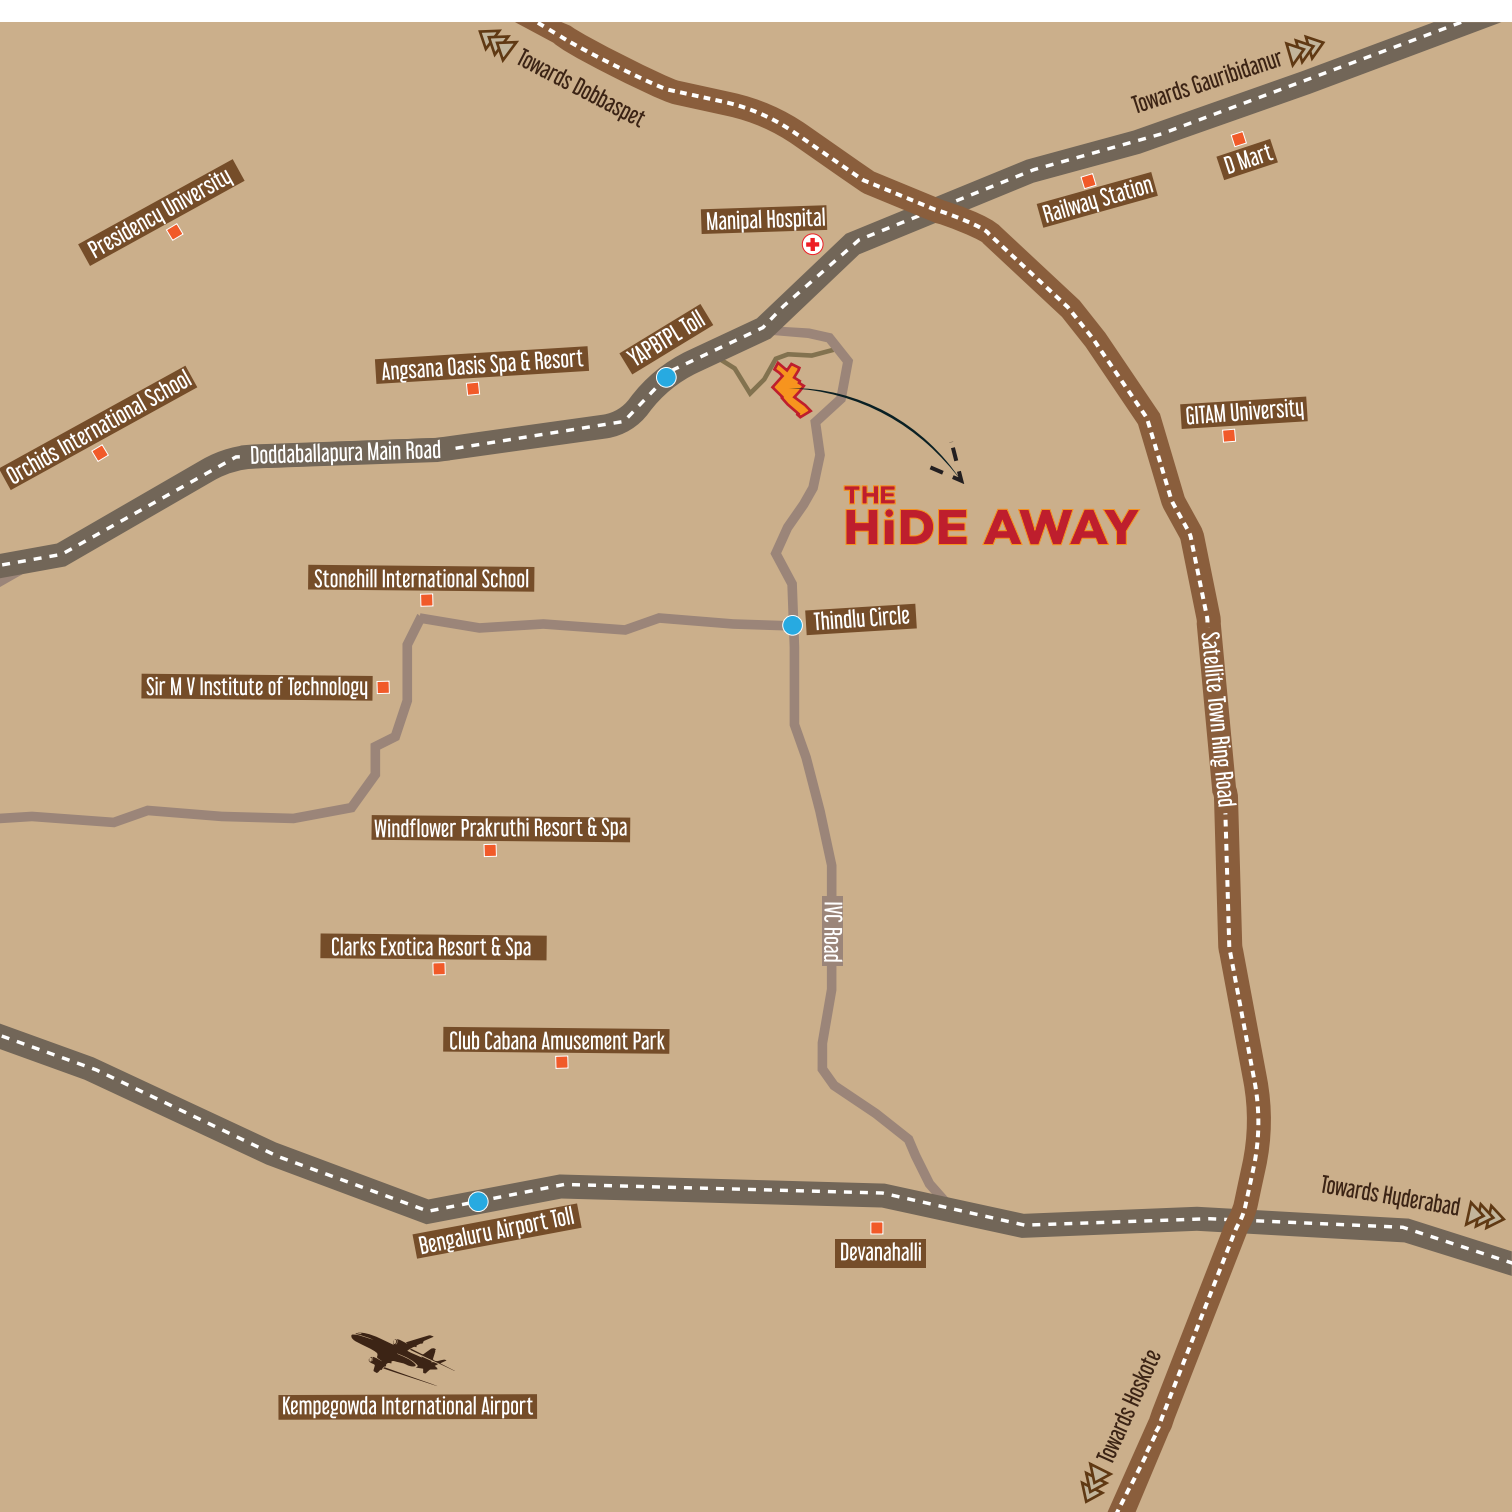 Towards Dobbaspet
Towards Gauribidanur
D Mart
Railway Station
Presidency University
Manipal Hospital
YAPBTPL Toll
Angsana Oasis Spa & Resort
Orchids International School
GITAM University
Doddaballapura Main Road
THE
HiDE AWAY
Stonehill International School
Thindlu Circle
Sir M V Institute of Technology
Satellite Town Ring Road
Windflower Prakruthi Resort & Spa
IVC Road
Clarks Exotica Resort & Spa
Club Cabana Amusement Park
Towards Hyderabad
Bengaluru Airport Toll
Devanahalli
Towards Hoskote
Kempegowda International Airport